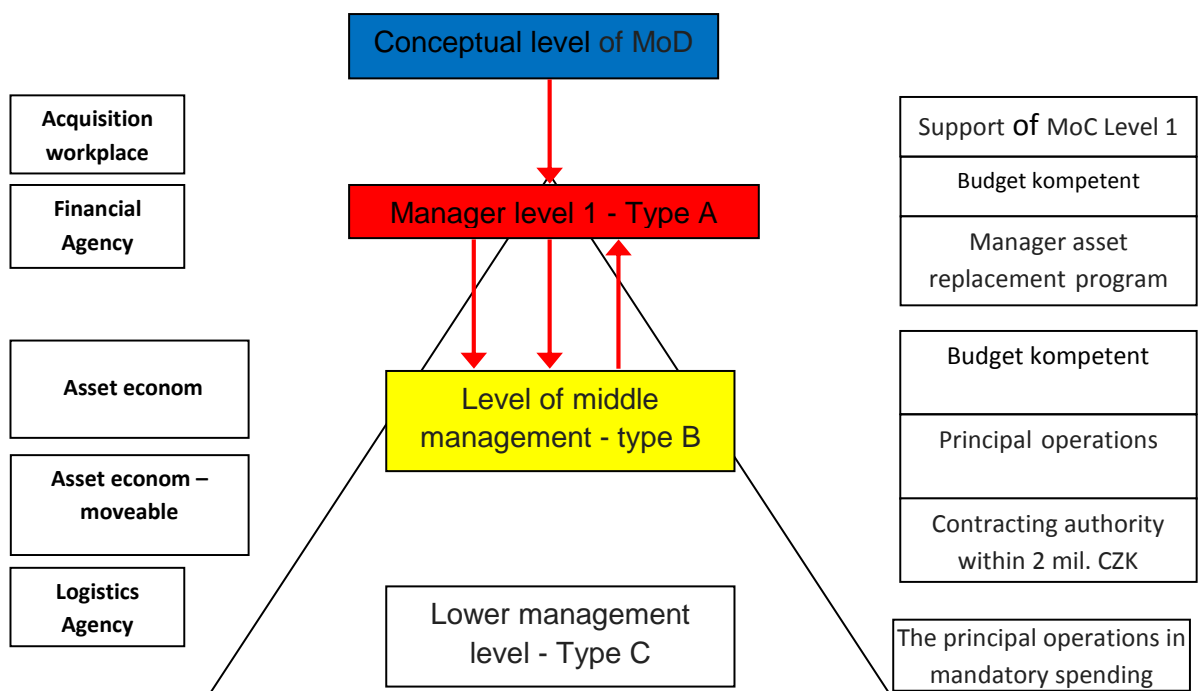 Conceptual level of MoD
Acquisition
workplace
Financial
Agency
Manager level 1 - Type A
Support of MoC Level 1
Budget kompetent
Manager asset
replacement program
Asset econom
Asset econom –
moveable
Logistics
Agency
Level of middle
management - type B
Lower management
level - Type C
Budget kompetent
Principal operations
Contracting authority
within 2 mil. CZK
The principal operations in
mandatory spending